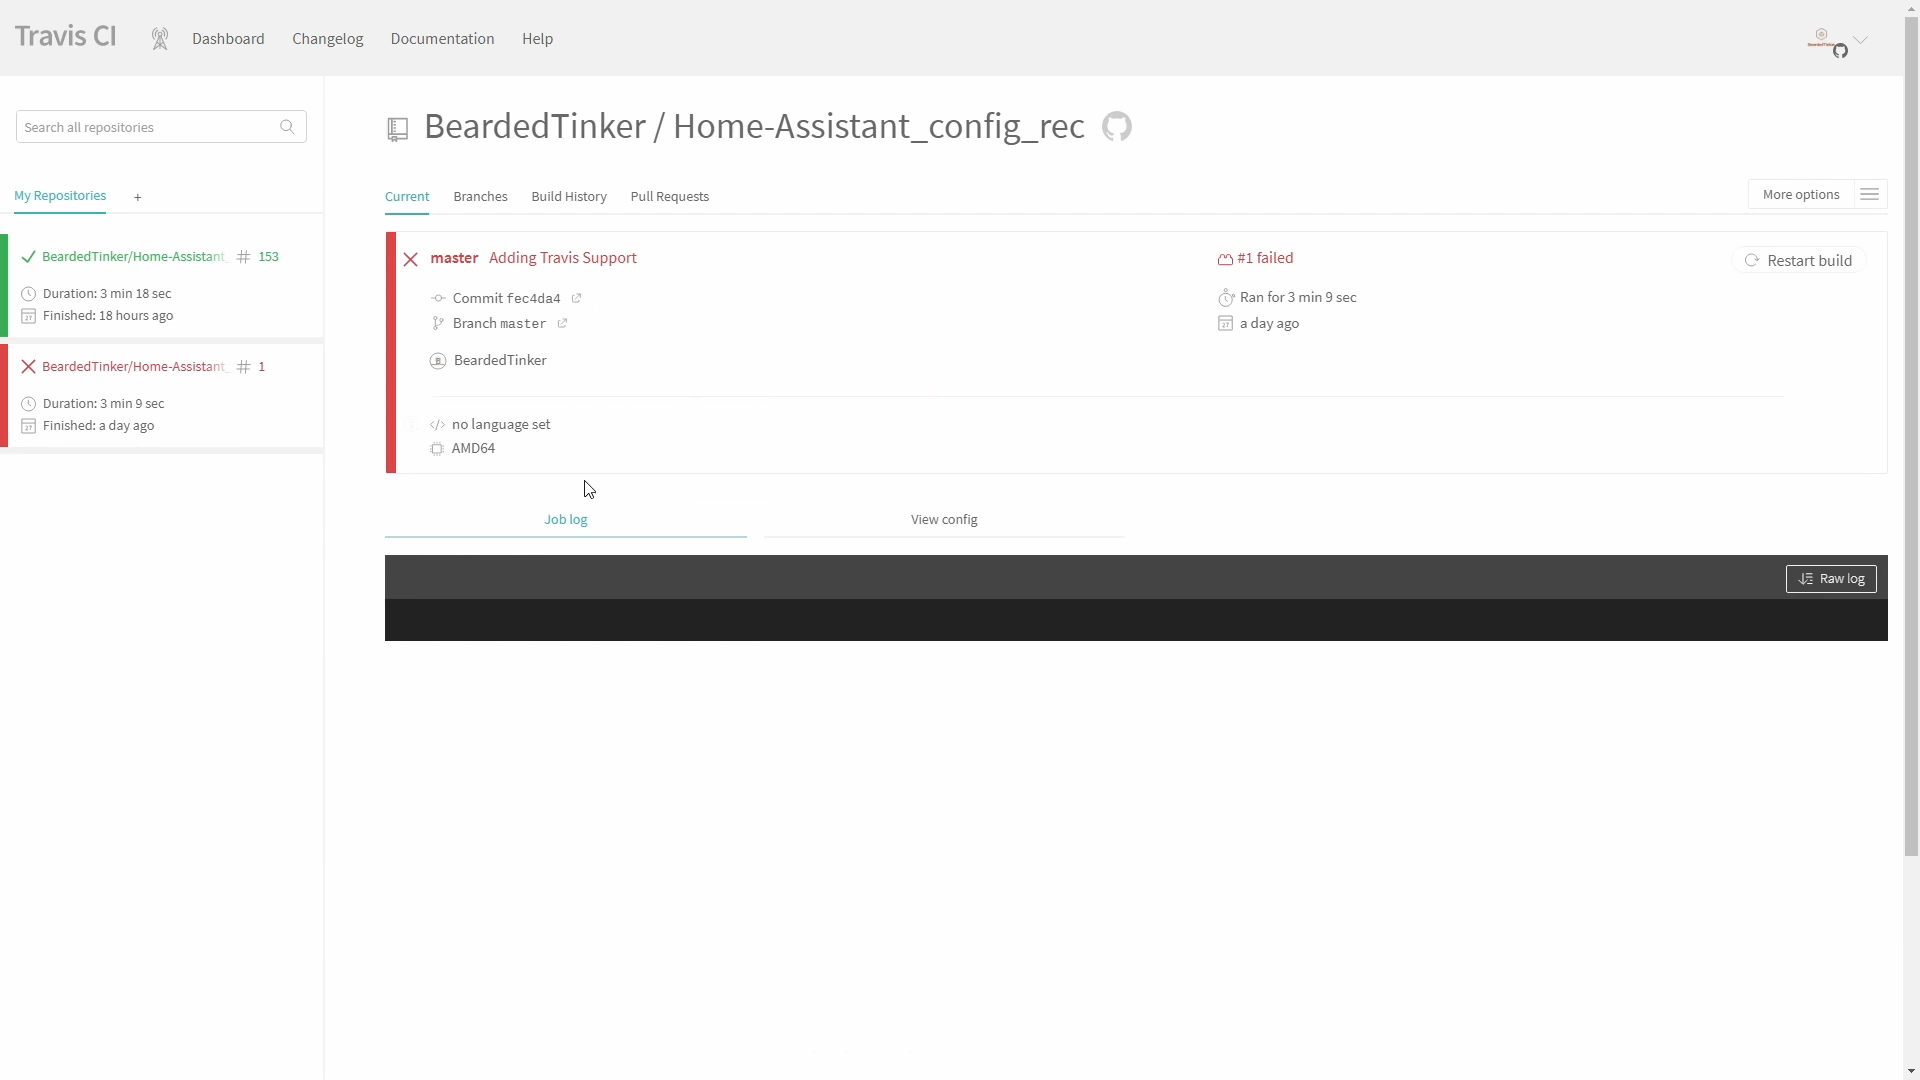 Travis CI
Dashboard
Changelog
Documentation
Help
Search all repositories
My Repositories
+
BeardedTinker/Home-Assistant_
# 153
Duration: 3 min 18 sec
Finished: 18 hours ago
BeardedTinker/Home-Assistant_
# 1
Duration: 3 min 9 sec
Finished: a day ago
BeardedTinker / Home-Assistant_config_rec
Current
Branches
Build History
Pull Requests
More options
master Adding Travis Support
Commit fec4da4
Branch master
BeardedTinker
#1 failed
Ran for 3 min 9 sec
a day ago
Restart build
</> no language set
AMD64
Job log
View config
Raw log